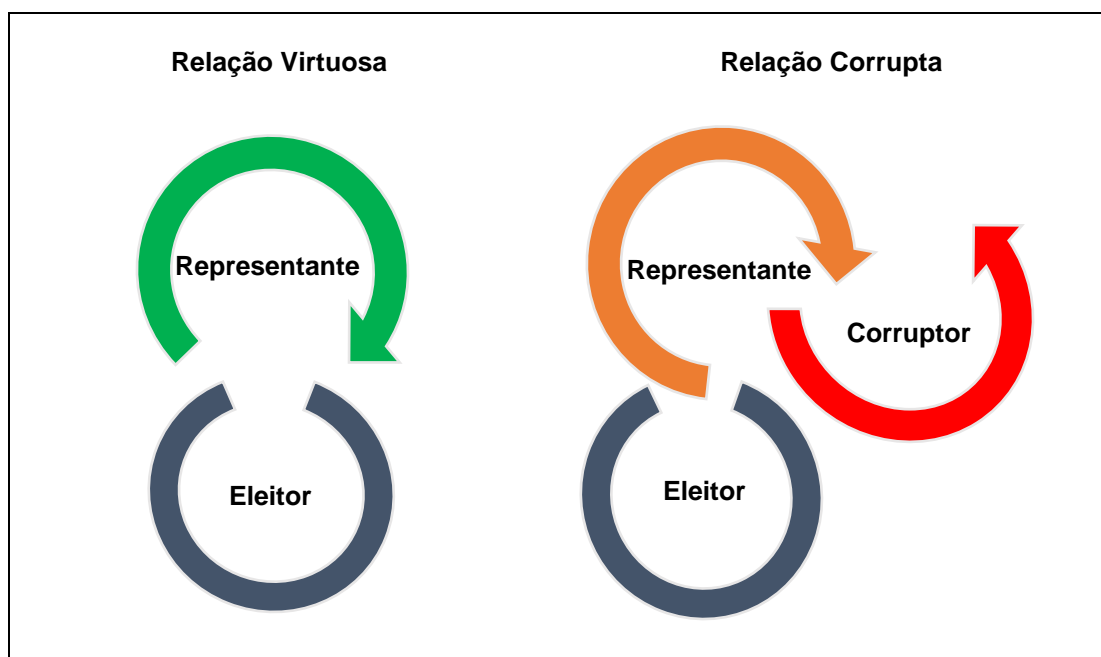 Relação Virtuosa
Relação Corrupta
Representante
Eleitor
Representante
Corruptor
Eleitor